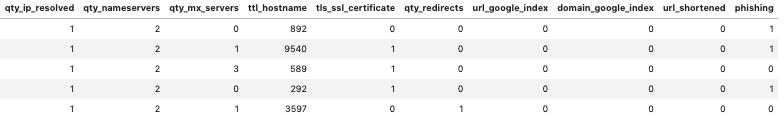 qty_ip_resolved qty_nameservers qty_mx_servers ttl_hostname tls_ssl_certificate qty_redirects url_google_index domain_google_index url_shortened phishing
1 2 0 892 0 0 0 0 0 1
1 2 1 9540 1 0 0 0 0 1
1 2 3 589 1 0 0 0 0 0
1 2 0 292 1 0 0 0 0 1
1 2 1 3597 0 1 0 0 0 0